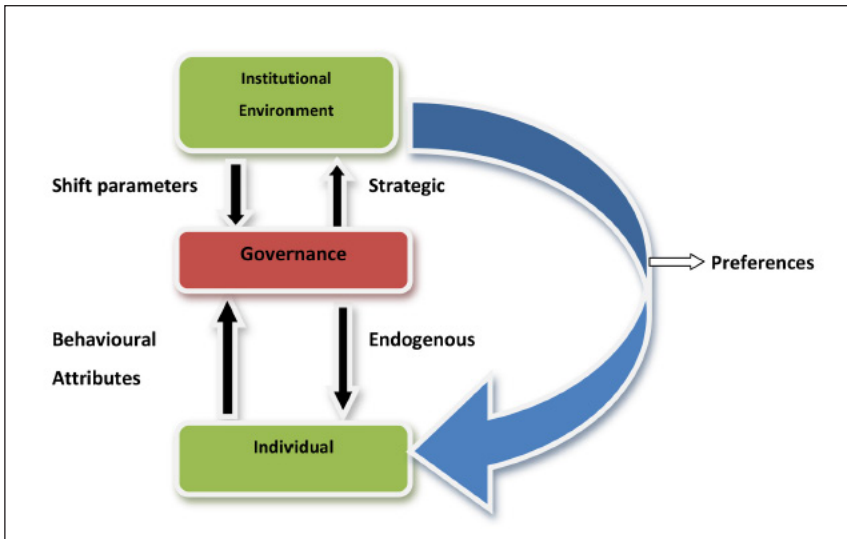 Institutional
Environment
Shift parameters
Strategic
Governance
Preferences
Behavioural
Attributes
Endogenous
Individual